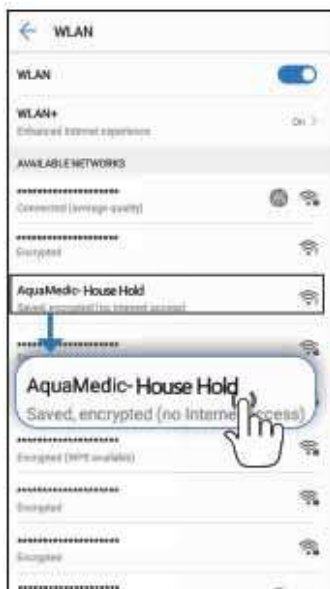 WLAN
WLAN
WLAN+
On >
Enhanced Internet experience
AVAILABLE NETWORKS
********************
Connected (average quality)
********************
Encrypted
AquaMedic- House Hold
Saved, encrypted (no Internet access)
********************
AquaMedic- House Hold
Saved, encrypted (no Internet access)
********************
Encrypted (WPS available)
********************
Encrypted
********************
Encrypted
********************